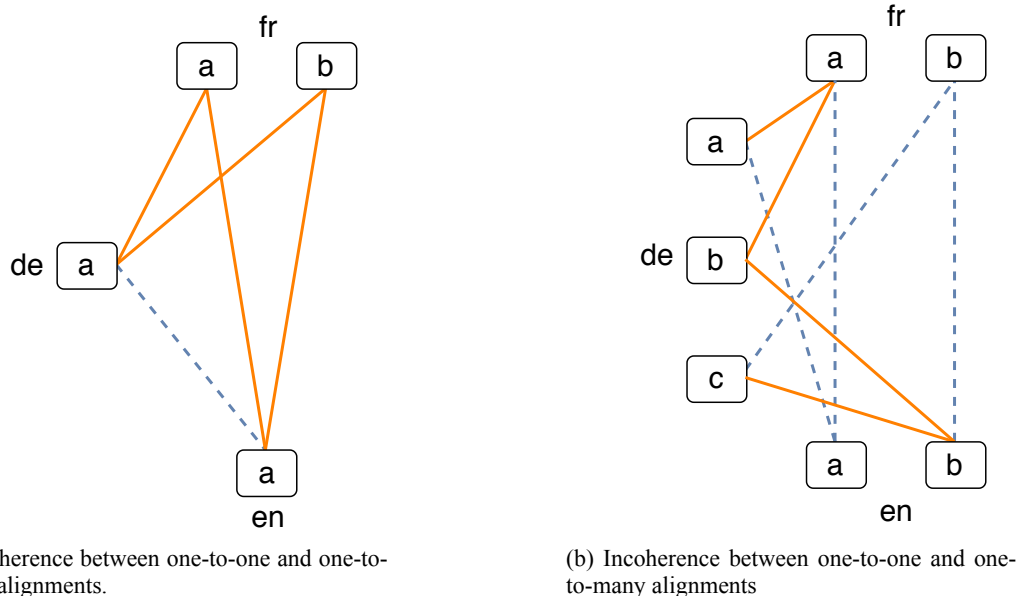 fr
a b
de a
a
en
herence between one-to-one and one-to-
alignments.
fr
a b
a
de b
c
a b
en
(b) Incoherence between one-to-one and one-
to-many alignments